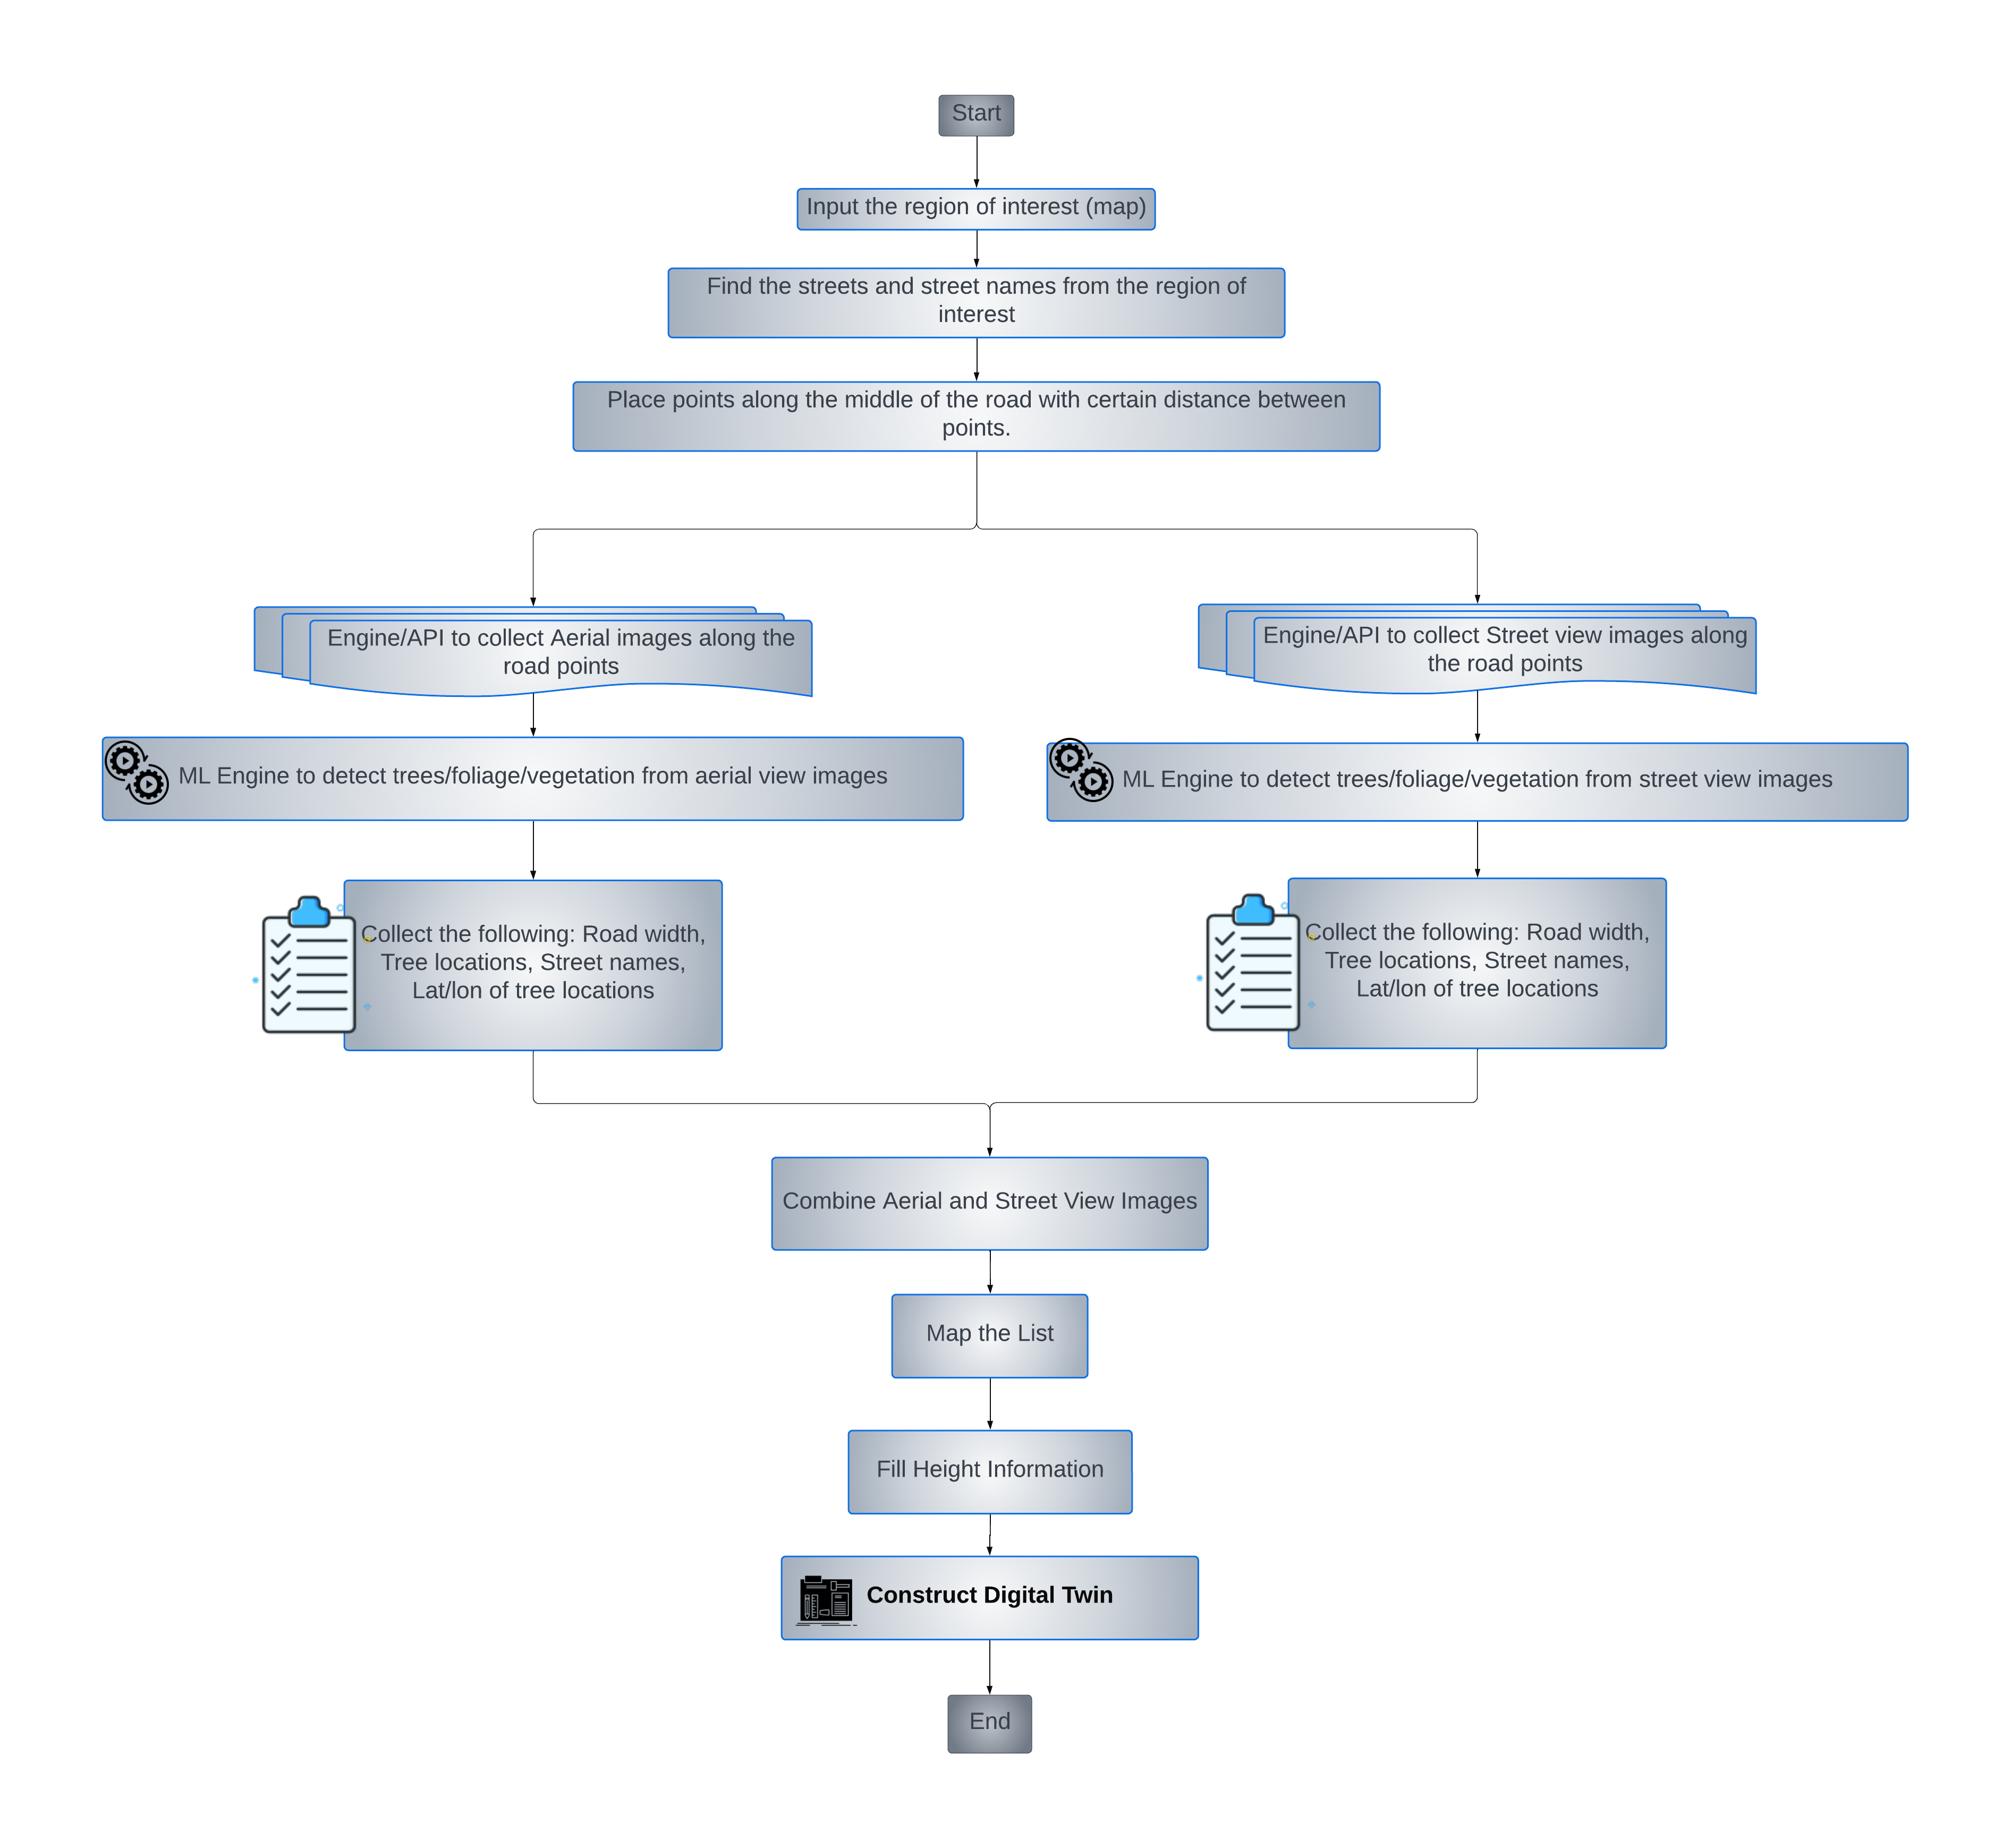 Start
Input the region of interest (map)
Find the streets and street names from the region of
interest
Place points along the middle of the road with certain distance between
points.
Engine/API to collect Aerial images along the
road points
Engine/API to collect Street view images along
the road points
ML Engine to detect trees/foliage/vegetation from aerial view images
ML Engine to detect trees/foliage/vegetation from street view images
Collect the following: Road width,
Tree locations, Street names,
Lat/lon of tree locations
Collect the following: Road width,
Tree locations, Street names,
Lat/lon of tree locations
Combine Aerial and Street View Images
Map the List
Fill Height Information
Construct Digital Twin
End